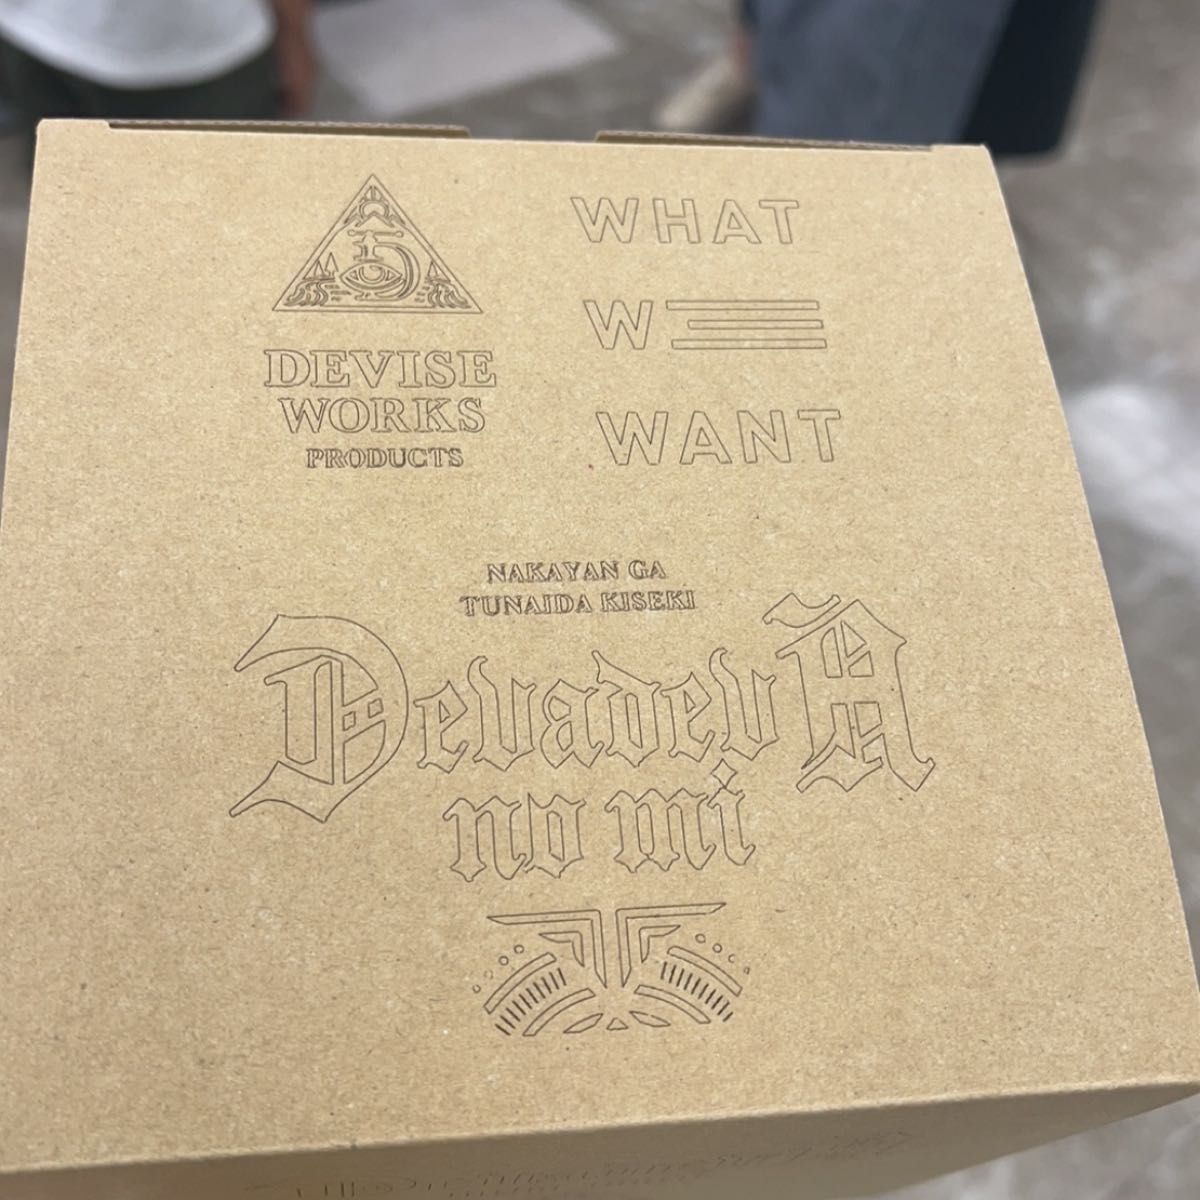 DEVISE
WORKS
PRODUCTS
WHAT
W
WANT
NAKAYAN GA
TUNAIDA KISEKI
DevadevA
no mi